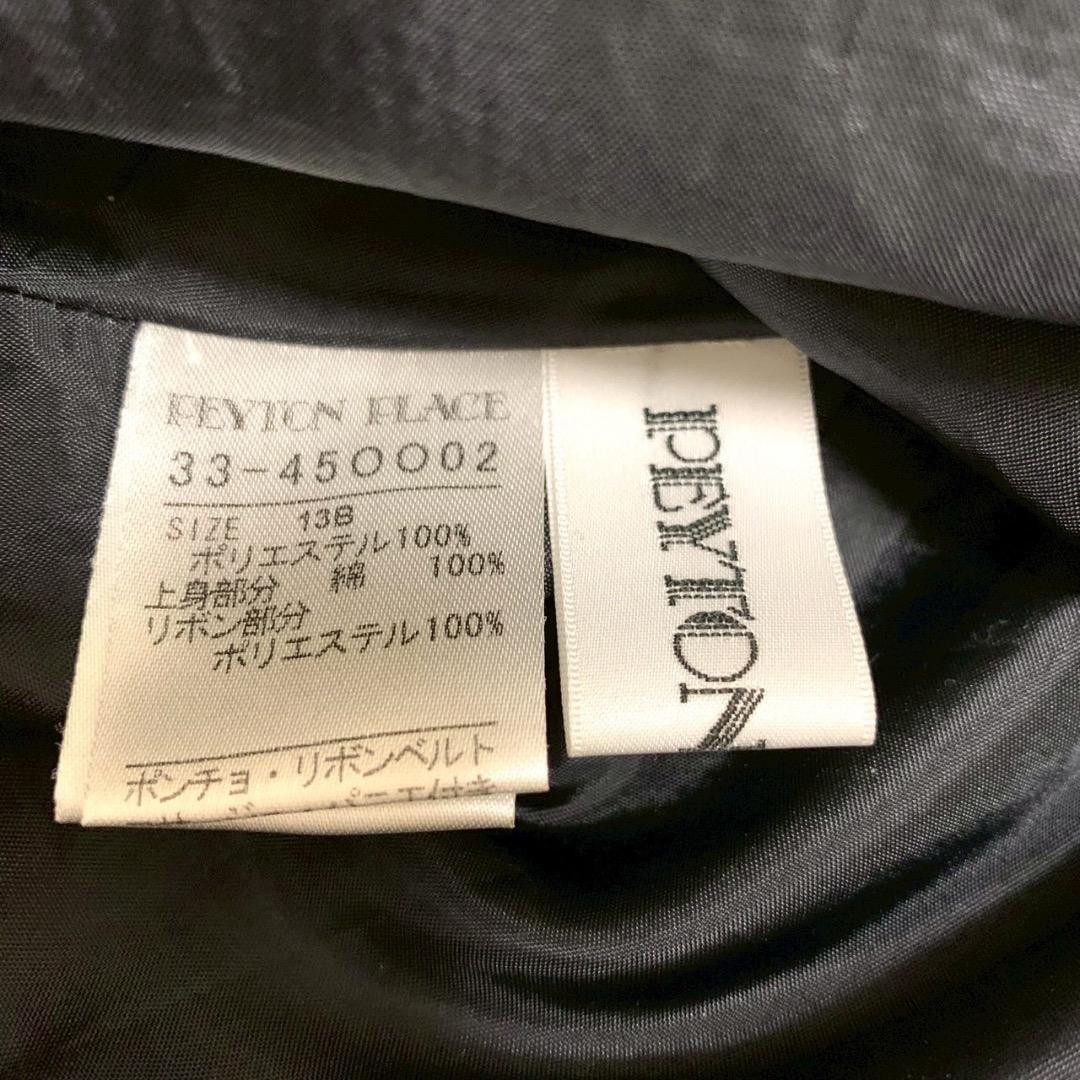 PEYTON PLACE
33-450002
SIZE 13B
ポリエステル100%
上身部分 綿 100%
リボン部分
ポリエステル100%
ポンチョ・リボンベルト
PEYTON